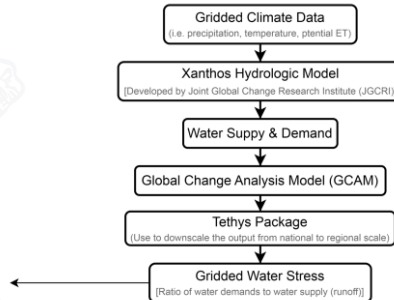 Gridded Climate Data
(i.e. precipitation, temperature, ptential ET)
Xanthos Hydrologic Model
[Developed by Joint Global Change Research Institute (JGCRI]
Water Suppy & Demand
Global Change Analysis Model (GCAM)
Tethys Package
(Use to downscale the output from national to regional scale)
Gridded Water Stress
[Ratio of water demands to water supply (runoff)]